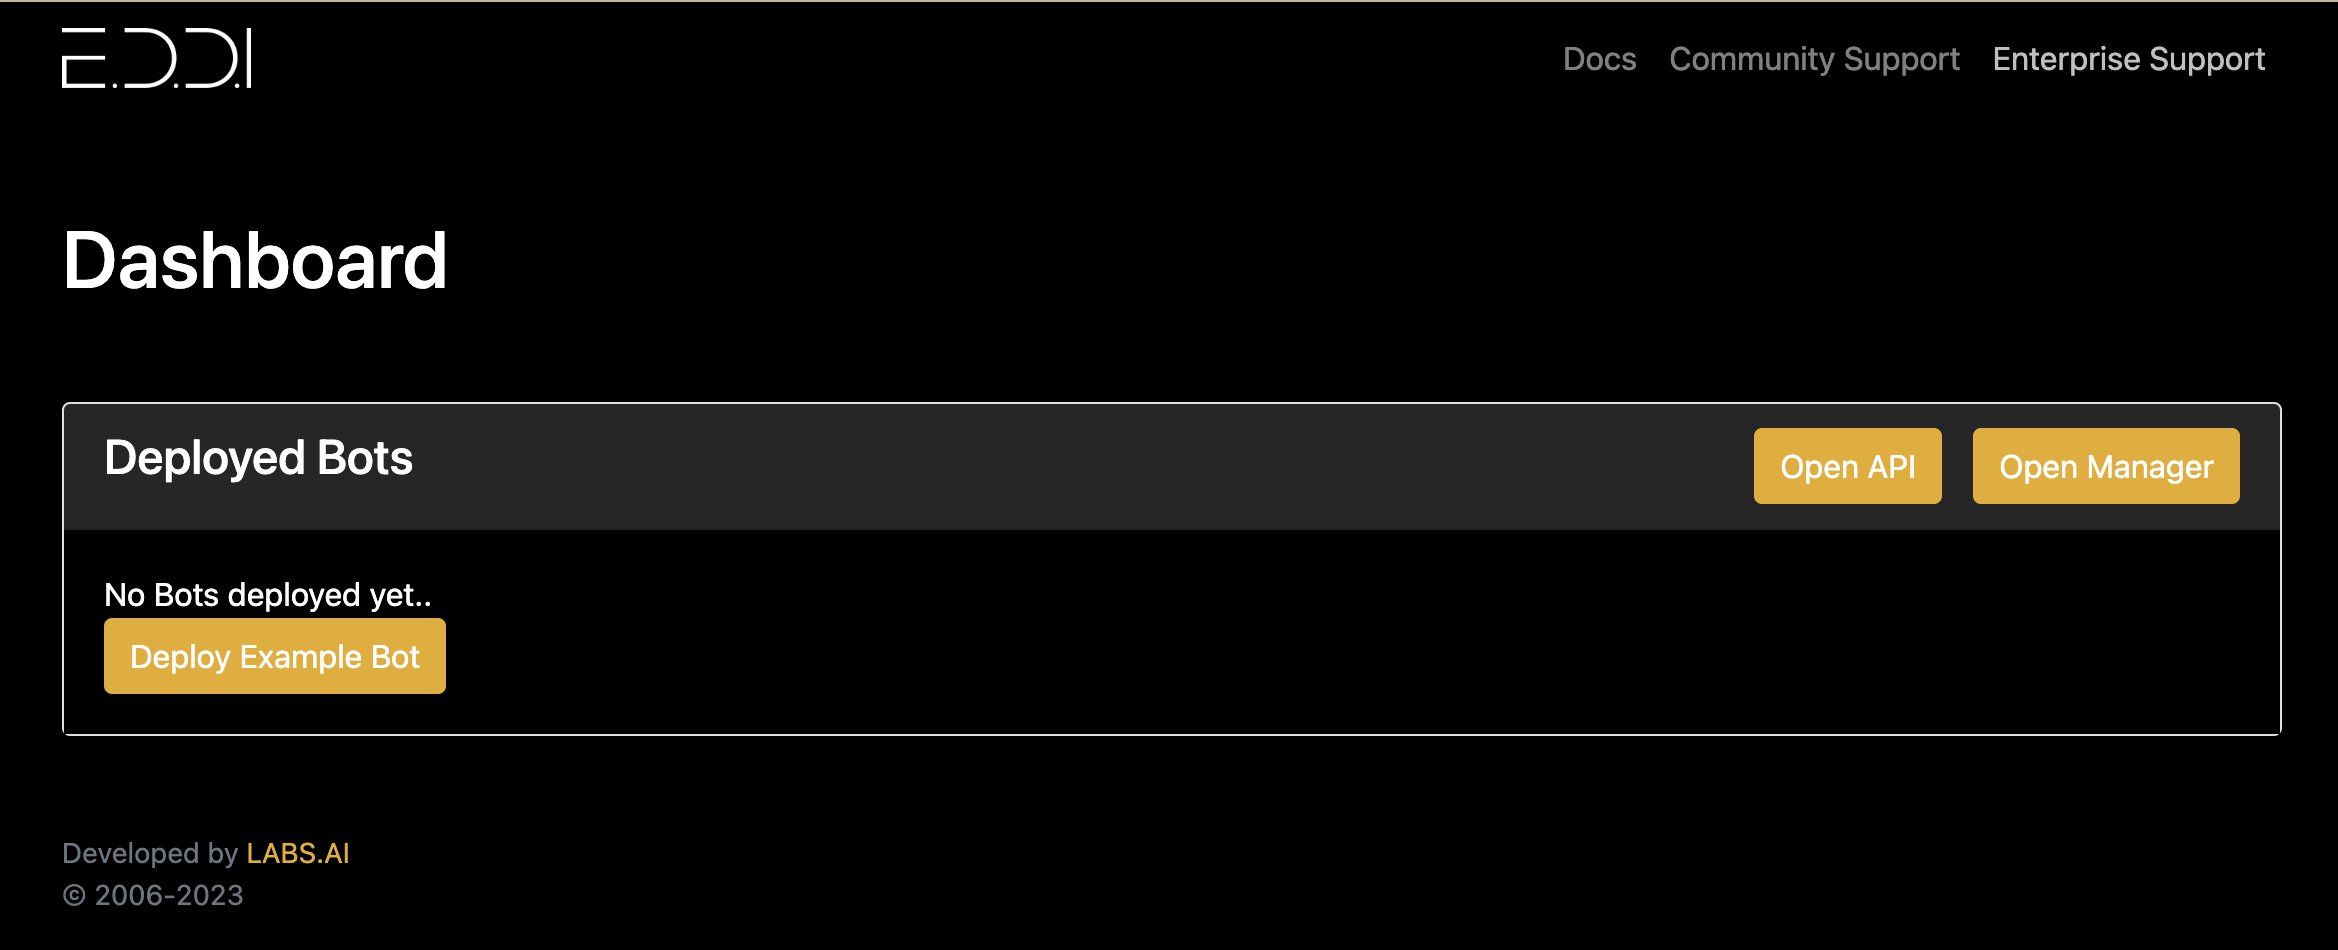 E.D.D.I
Docs Community Support Enterprise Support
Dashboard
Deployed Bots
Open API Open Manager
No Bots deployed yet..
Deploy Example Bot
Developed by LABS.AI
© 2006-2023